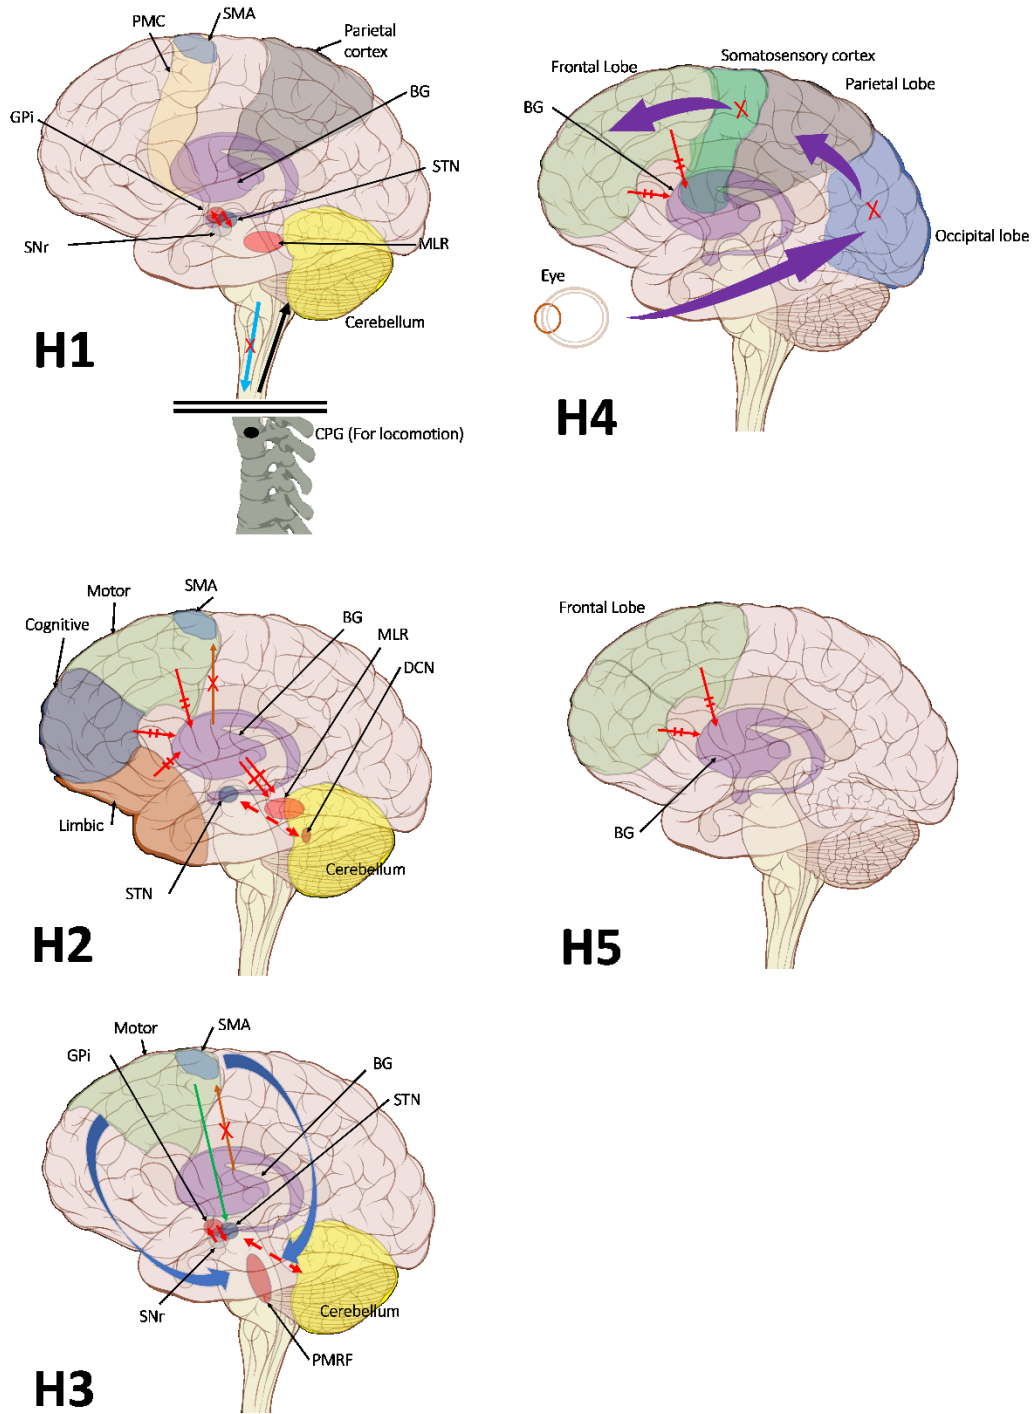 PMC
SMA
Parietal
cortex
BG
GPi
STN
SNr
MLR
Cerebellum
H1
CPG (For locomotion)
Somatosensory cortex
Frontal Lobe
Parietal Lobe
BG
X
X
Occipital lobe
Eye
H4
Motor
SMA
Cognitive
BG
MLR
DCN
Limbic
Cerebellum
STN
H2
Frontal Lobe
BG
H5
Motor
SMA
GPi
BG
STN
SNr
Cerebellum
PMRF
H3